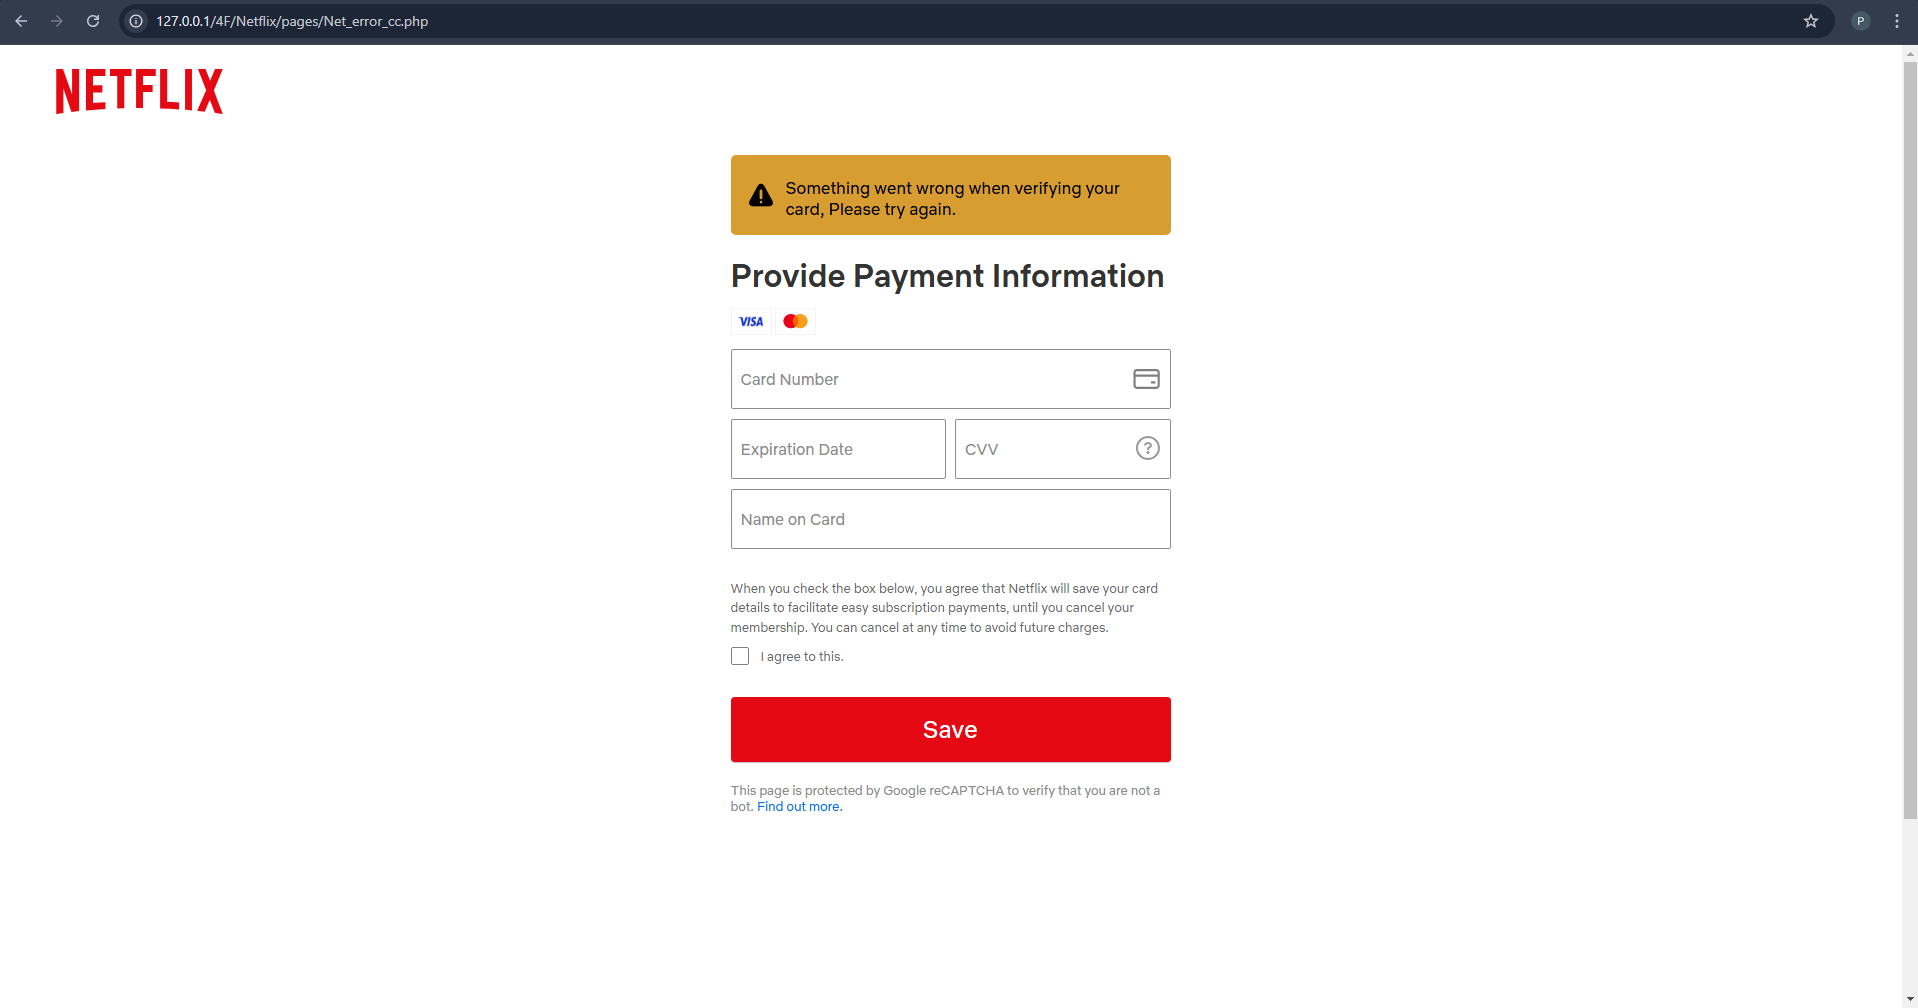 127.0.0.1/4F/Netflix/pages/Net_error_cc.php
P
NETFLIX
Something went wrong when verifying your
card, Please try again.
Provide Payment Information
VISA
Card Number
Expiration Date
CVV
?
Name on Card
When you check the box below, you agree that Netflix will save your card
details to facilitate easy subscription payments, until you cancel your
membership. You can cancel at any time to avoid future charges.
I agree to this.
Save
This page is protected by Google reCAPTCHA to verify that you are not a
bot. Find out more.